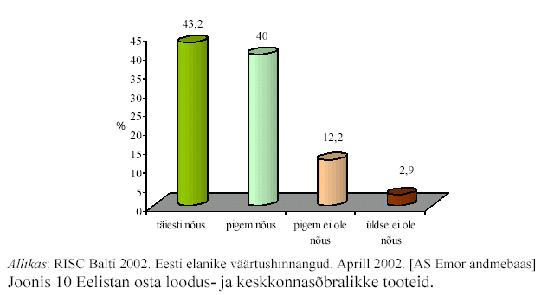 43,2
40
12,2
2,9
45
40
35
30
25
20
15
10
5
0
%
täiesti nõus
pigem nõus
pigem ei ole nõus
üldse ei ole nõus
Allikas: RISC Balti 2002. Eesti elanike väärtushinnangud. Aprill 2002. [AS Emor andmebaas]
Joonis 10 Eelistan osta loodus- ja keskkonnasõbralikke tooteid.